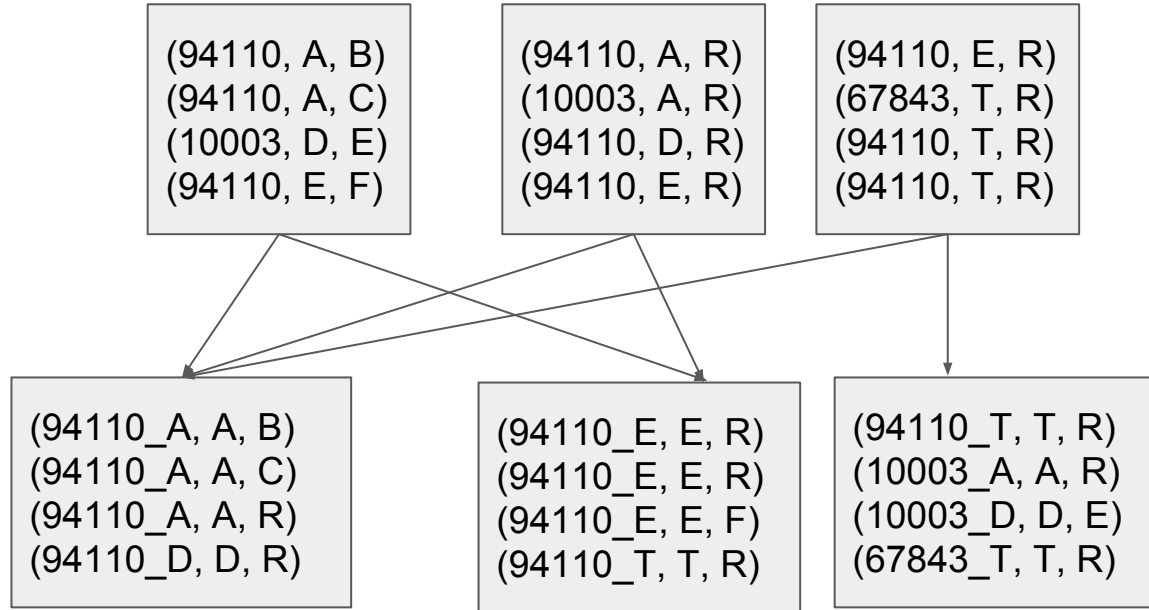 (94110, A, B)
(94110, A, C)
(10003, D, E)
(94110, E, F)
(94110, A, R)
(10003, A, R)
(94110, D, R)
(94110, E, R)
(94110, E, R)
(67843, T, R)
(94110, T, R)
(94110, T, R)
(94110_A, A, B)
(94110_A, A, C)
(94110_A, A, R)
(94110_D, D, R)
(94110_E, E, R)
(94110_E, E, R)
(94110_E, E, F)
(94110_T, T, R)
(94110_T, T, R)
(10003_A, A, R)
(10003_D, D, E)
(67843_T, T, R)